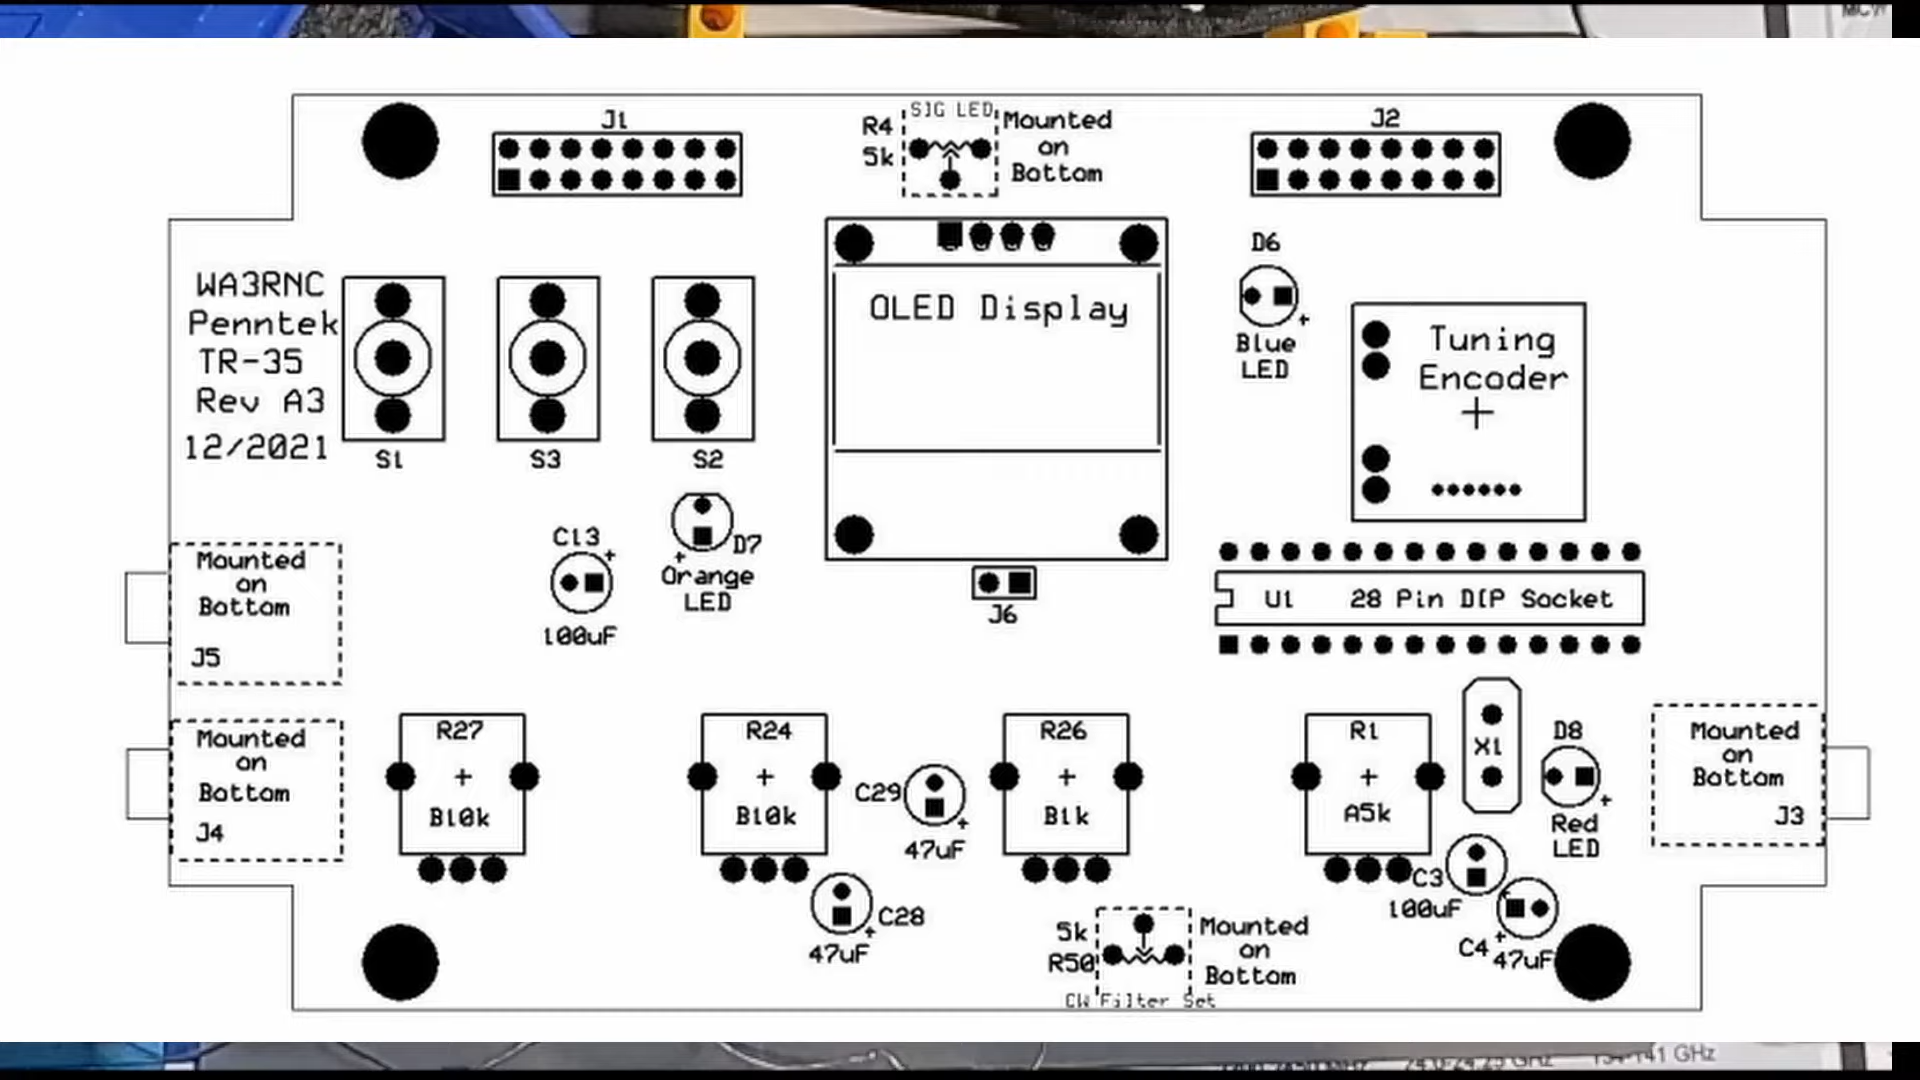 J1
SIG LED
R4
5k
Mounted
on
Bottom
J2
WA3RNC
Penntek
TR-35
Rev A3
12/2021
S1
S3
S2
OLED Display
D6
+
Blue
LED
Tuning
Encoder
+
C13
+
100uF
D7
+
Orange
LED
J6
U1 28 Pin DIP Socket
Mounted
on
Bottom
J5
Mounted
on
Bottom
J4
R27
+
B10k
R24
+
B10k
C29
+
47uF
C28
+
47uF
R26
+
B1k
R1
+
A5k
X1
D8
+
Red
LED
Mounted
on
Bottom
J3
C3
100uF
C4
+
47uF
5k
R50
Mounted
on
Bottom
CW Filter Set